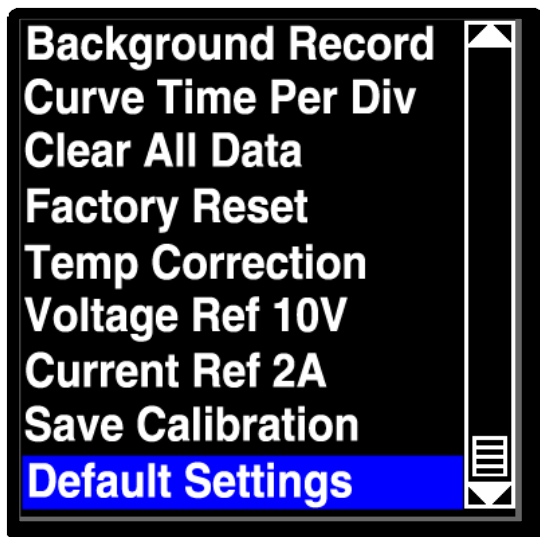 Background Record
Curve Time Per Div
Clear All Data
Factory Reset
Temp Correction
Voltage Ref 10V
Current Ref 2A
Save Calibration
Default Settings